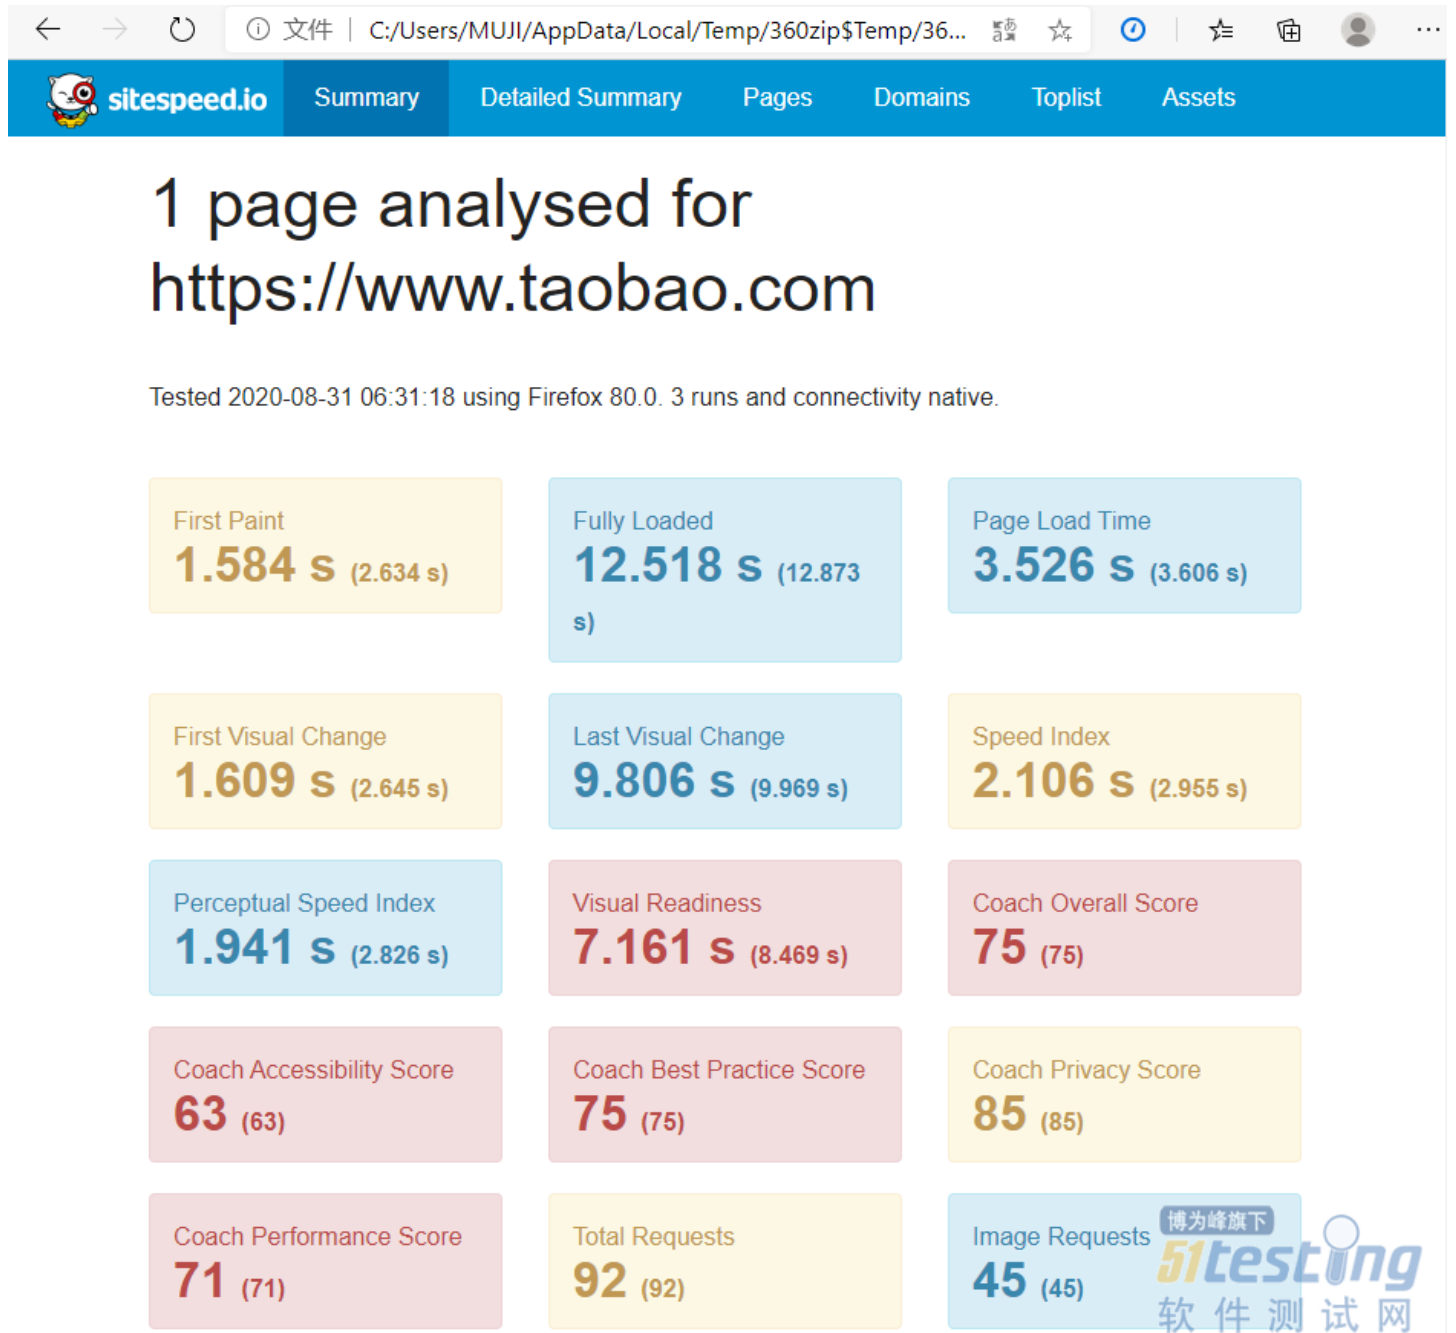 文件 C:/Users/MUJI/AppData/Local/Temp/360zip$Temp/36...
sitespeed.io Summary Detailed Summary Pages Domains Toplist Assets
1 page analysed for
https://www.taobao.com
Tested 2020-08-31 06:31:18 using Firefox 80.0. 3 runs and connectivity native.
First Paint
1.584 s (2.634 s)
Fully Loaded
12.518 s (12.873
s)
Page Load Time
3.526 s (3.606 s)
First Visual Change
1.609 s (2.645 s)
Last Visual Change
9.806 s (9.969 s)
Speed Index
2.106 s (2.955 s)
Perceptual Speed Index
1.941 s (2.826 s)
Visual Readiness
7.161 s (8.469 s)
Coach Overall Score
75 (75)
Coach Accessibility Score
63 (63)
Coach Best Practice Score
75 (75)
Coach Privacy Score
85 (85)
Coach Performance Score
71 (71)
Total Requests
92 (92)
Image Requests
45 (45)
博为峰旗下
51testing
软件测试网